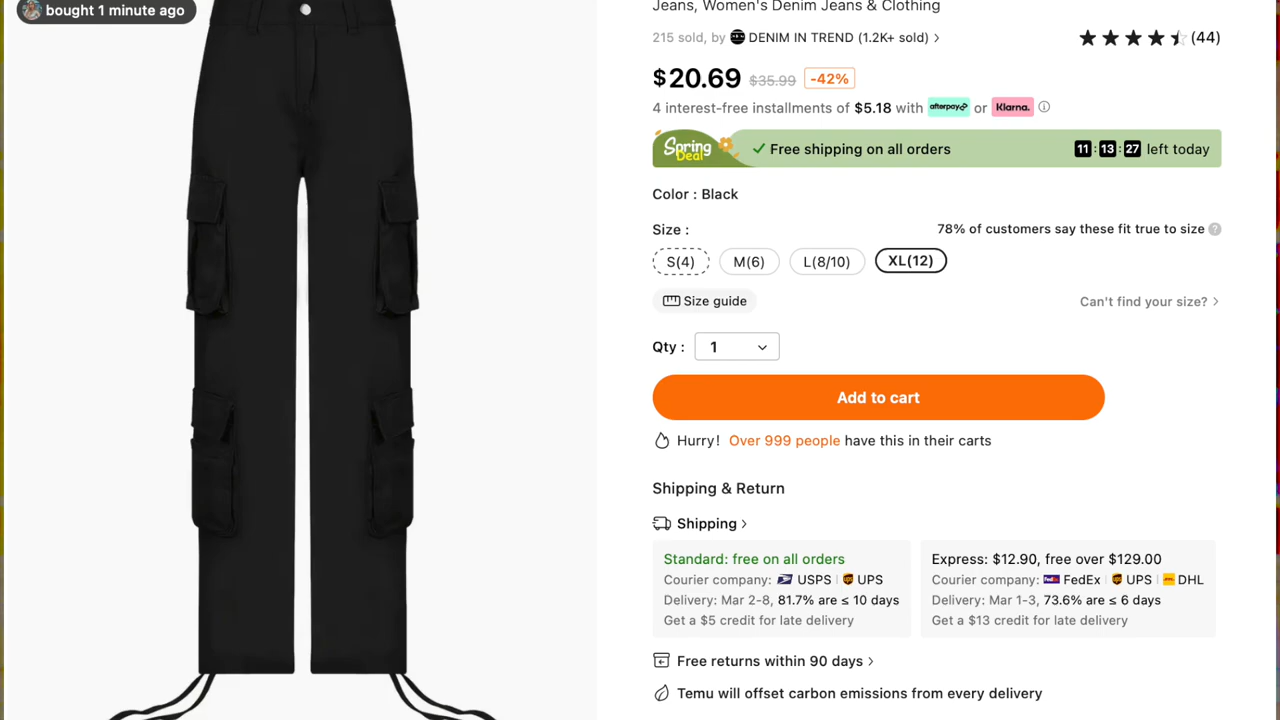 bought 1 minute ago
Jeans, Women's Denim Jeans & Clothing
215 sold, by DENIM IN TREND (1.2K+ sold) >
(44)
$20.69 $35.99 -42%
4 interest-free installments of $5.18 with afterpay or Klarna.
Spring Deal
Free shipping on all orders
11 : 13 : 27 left today
Color : Black
Size :
78% of customers say these fit true to size ?
S(4) M(6) L(8/10) XL(12)
Size guide
Can't find your size? >
Qty : 1
Add to cart
Hurry! Over 999 people have this in their carts
Shipping & Return
Shipping >
Standard: free on all orders
Courier company: USPS | UPS
Delivery: Mar 2-8, 81.7% are ≤ 10 days
Get a $5 credit for late delivery
Express: $12.90, free over $129.00
Courier company: FedEx | UPS | DHL
Delivery: Mar 1-3, 73.6% are ≤ 6 days
Get a $13 credit for late delivery
Free returns within 90 days >
Temu will offset carbon emissions from every delivery